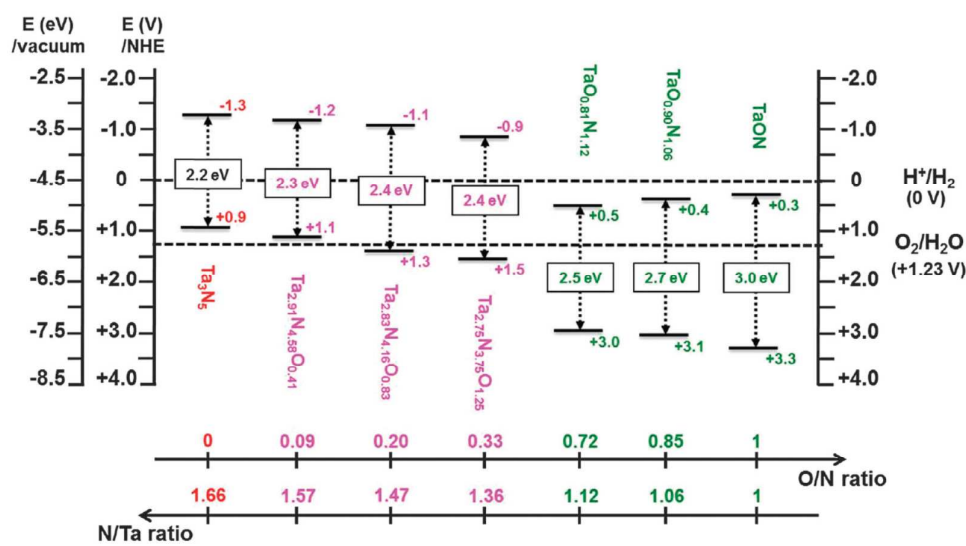 E (eV)
/vacuum
E (V)
/NHE
-2.5
-3.5
-4.5
-5.5
-6.5
-7.5
-8.5
-2.0
-1.0
0
+1.0
+2.0
+3.0
+4.0
-1.3
2.2 eV
+0.9
Ta3N5
-1.2
2.3 eV
+1.1
Ta2.91N4.58O0.41
-1.1
2.4 eV
+1.3
Ta2.83N4.16O0.83
-0.9
2.4 eV
+1.5
Ta2.75N3.75O1.25
TaO0.81N1.12
+0.5
2.5 eV
+3.0
TaO0.90N1.06
+0.4
2.7 eV
+3.1
TaON
+0.3
3.0 eV
+3.3
-2.0
-1.0
0
+1.0
+2.0
+3.0
+4.0
H+/H2
(0 V)
O2/H2O
(+1.23 V)
0 0.09 0.20 0.33 0.72 0.85 1
O/N ratio
1.66 1.57 1.47 1.36 1.12 1.06 1
N/Ta ratio